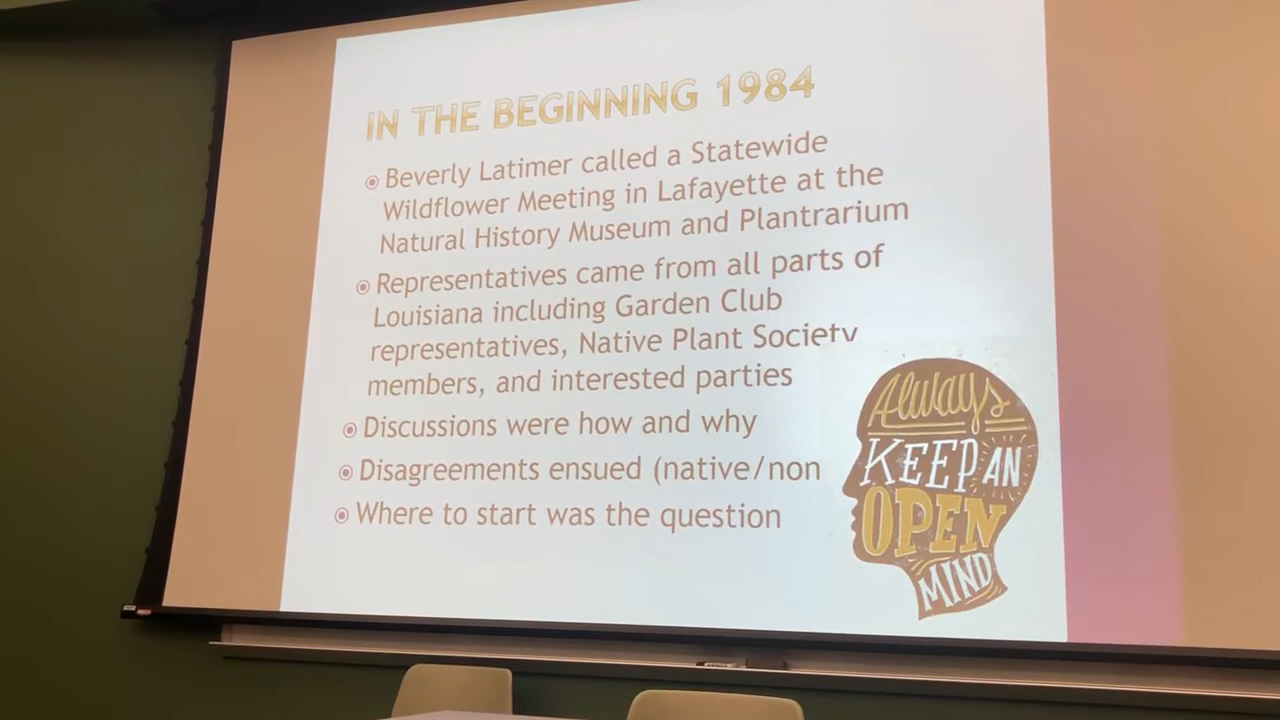 IN THE BEGINNING 1984
Beverly Latimer called a Statewide
Wildflower Meeting in Lafayette at the
Natural History Museum and Plantrarium
Representatives came from all parts of
Louisiana including Garden Club
representatives, Native Plant Society
members, and interested parties
Discussions were how and why
Disagreements ensued (native/non
Where to start was the question
Always
KEEP AN
OPEN
MIND